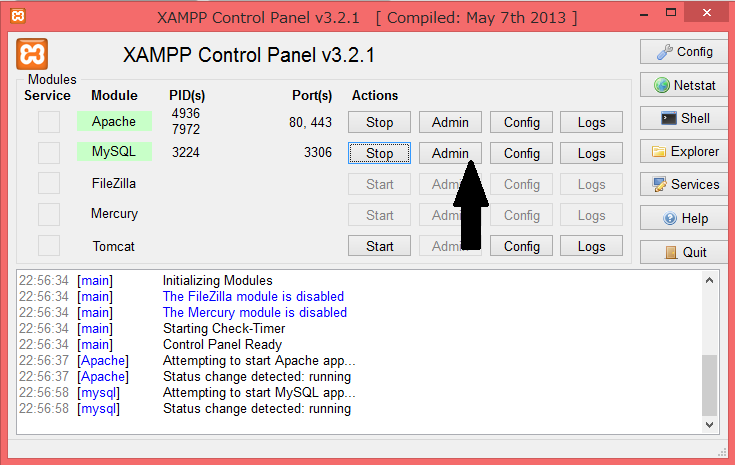 XAMPP Control Panel v3.2.1 [ Compiled: May 7th 2013 ]
XAMPP Control Panel v3.2.1
Config
Modules
Service Module PID(s) Port(s) Actions
Netstat
Apache 4936 7972 80, 443 Stop Admin Config Logs
Shell
MySQL 3224 3306 Stop Admin Config Logs
Explorer
FileZilla Start Admin Config Logs
Services
Mercury Start Admin Config Logs
Help
Tomcat Start Admin Config Logs
Quit
22:56:34 [main] Initializing Modules
22:56:34 [main] The FileZilla module is disabled
22:56:34 [main] The Mercury module is disabled
22:56:34 [main] Starting Check-Timer
22:56:34 [main] Control Panel Ready
22:56:37 [Apache] Attempting to start Apache app...
22:56:37 [Apache] Status change detected: running
22:56:58 [mysql] Attempting to start MySQL app...
22:56:58 [mysql] Status change detected: running